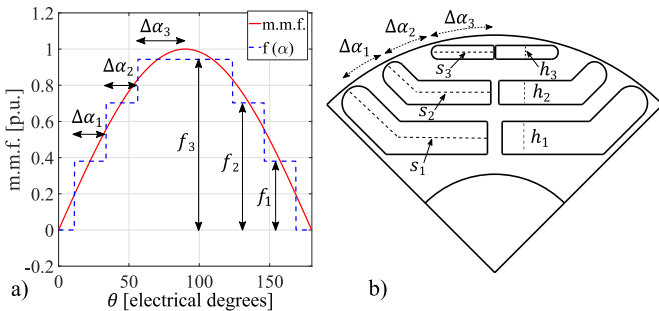 Δα₃
Δα₂
Δα₁
m.m.f.
f(α)
f₃
f₂
f₁
m.m.f. [p.u.]
1.2
1
0.8
0.6
0.4
0.2
0
-0.2
0
50
100
150
θ [electrical degrees]
a)
Δα₁
Δα₂
Δα₃
s₃
h₃
s₂
h₂
h₁
s₁
b)